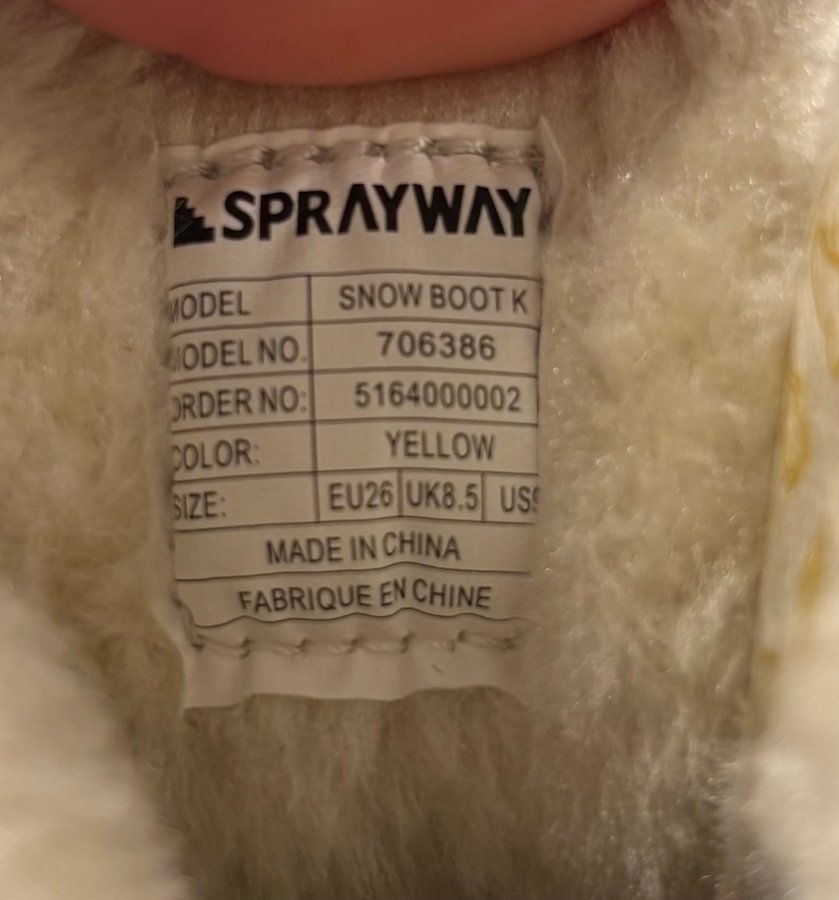 SPRAYWAY
MODEL SNOW BOOT K
MODEL NO. 706386
ORDER NO: 5164000002
COLOR: YELLOW
SIZE: EU26 UK8.5 US
MADE IN CHINA
FABRIQUE EN CHINE